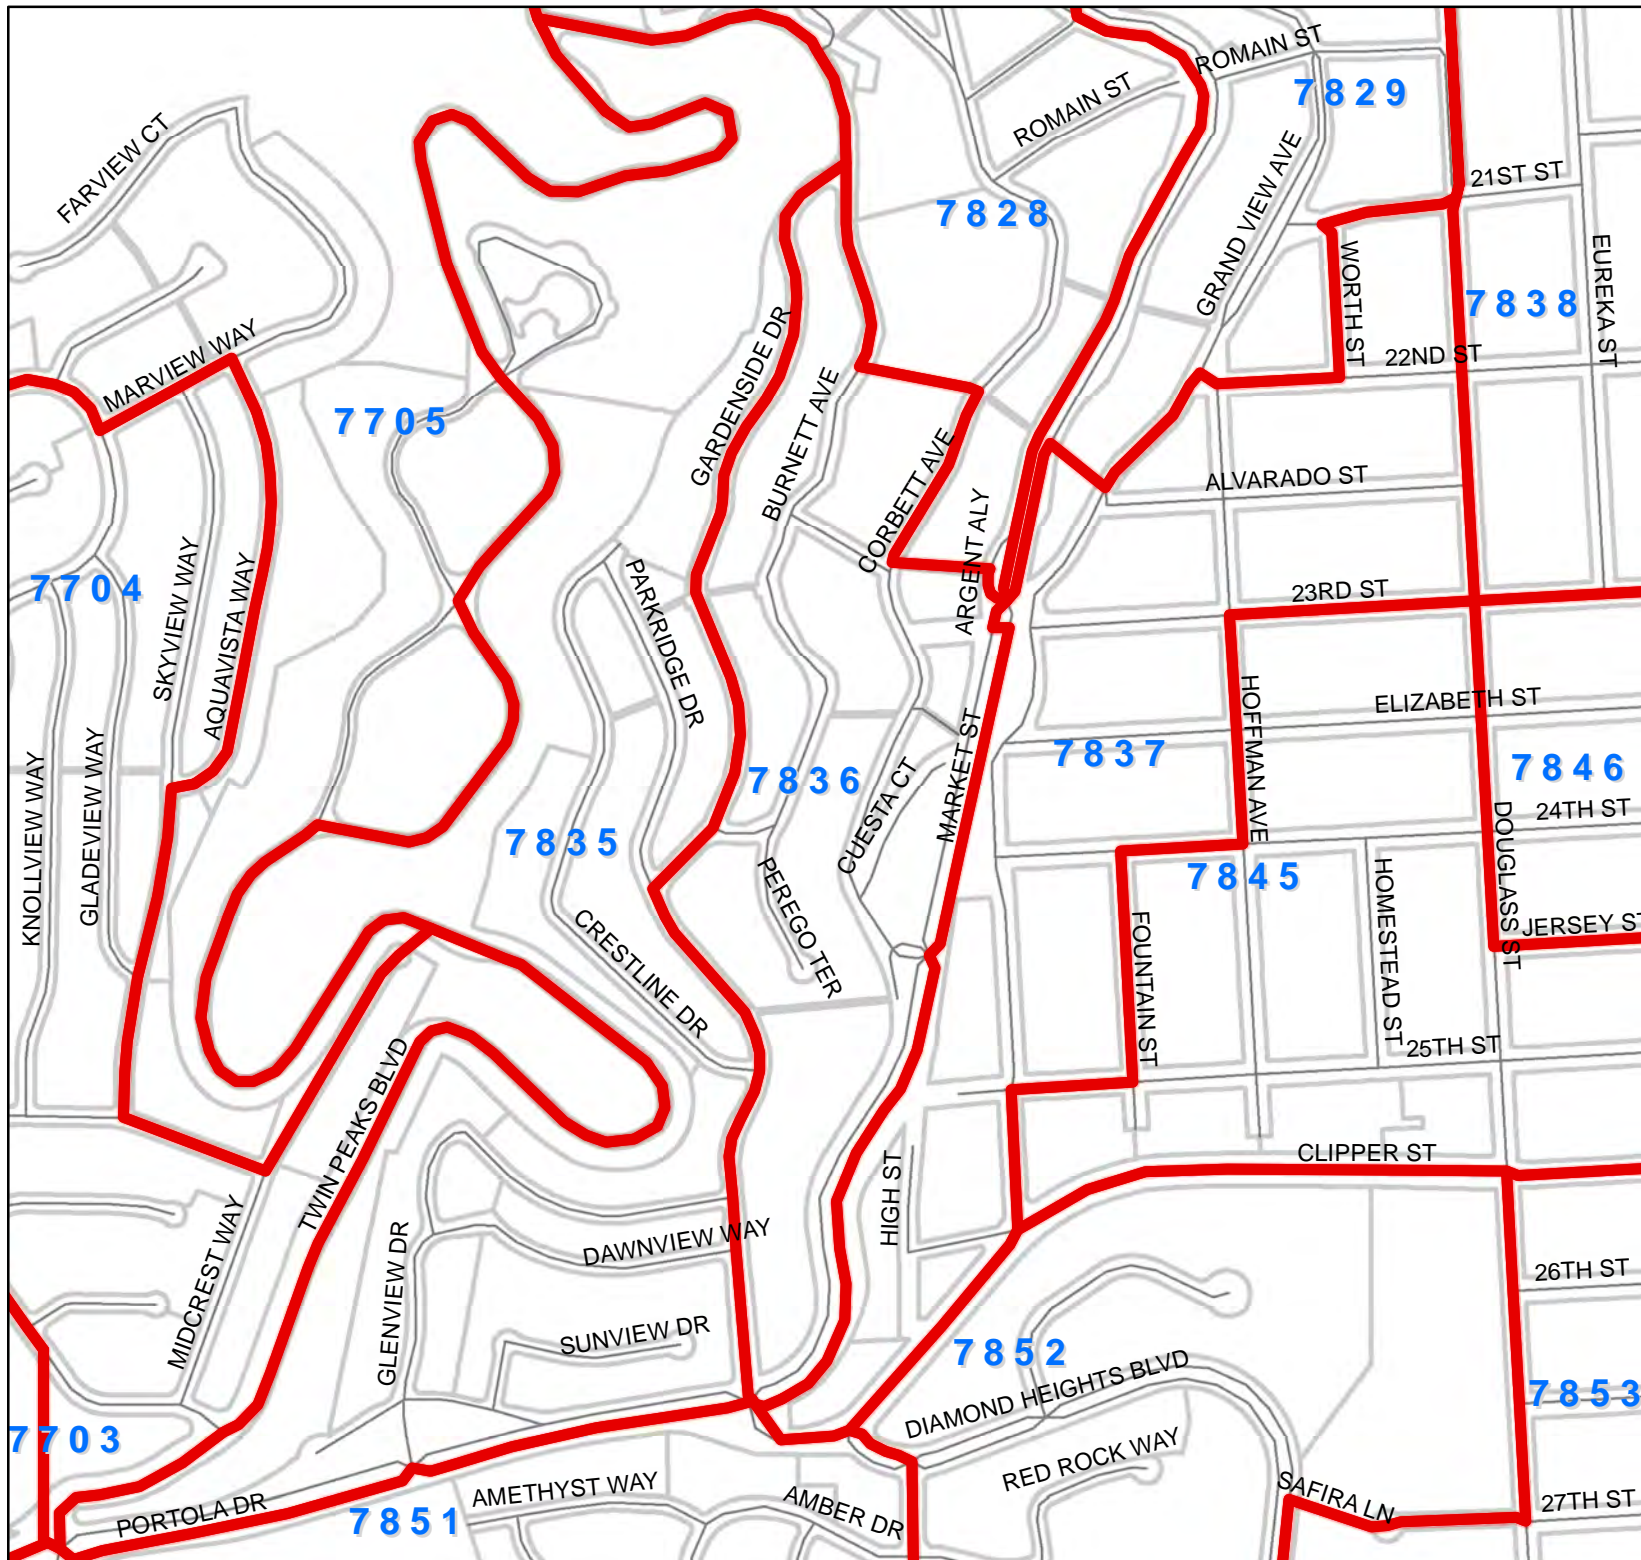 ROMAIN ST
7829
ROMAIN ST
FARVIEW CT
21ST ST
7828
GRAND VIEW AVE
WORTH ST
EUREKA ST
7838
MARVIEW WAY
22ND ST
GARDENSIDE DR
7705
BURNETT AVE
CORBETT AVE
ALVARADO ST
ARGENT ALY
7704
SKYVIEW WAY
AQUAVISTA WAY
PARKRIDGE DR
23RD ST
HOFFMAN AVE
ELIZABETH ST
KNOLLVIEW WAY
GLADEVIEW WAY
7836
MARKET ST
7837
7846
CUESTA CT
24TH ST
7835
7845
DOUGLASS ST
HOMESTEAD ST
PEREGO TER
FOUNTAIN ST
CRESTLINE DR
JERSEY ST
25TH ST
TWIN PEAKS BLVD
CLIPPER ST
HIGH ST
MIDCREST WAY
DAWNVIEW WAY
GLENVIEW DR
26TH ST
SUNVIEW DR
7852
DIAMOND HEIGHTS BLVD
7853
7703
RED ROCK WAY
SAFIRA LN
AMETHYST WAY
AMBER DR
27TH ST
PORTOLA DR
7851